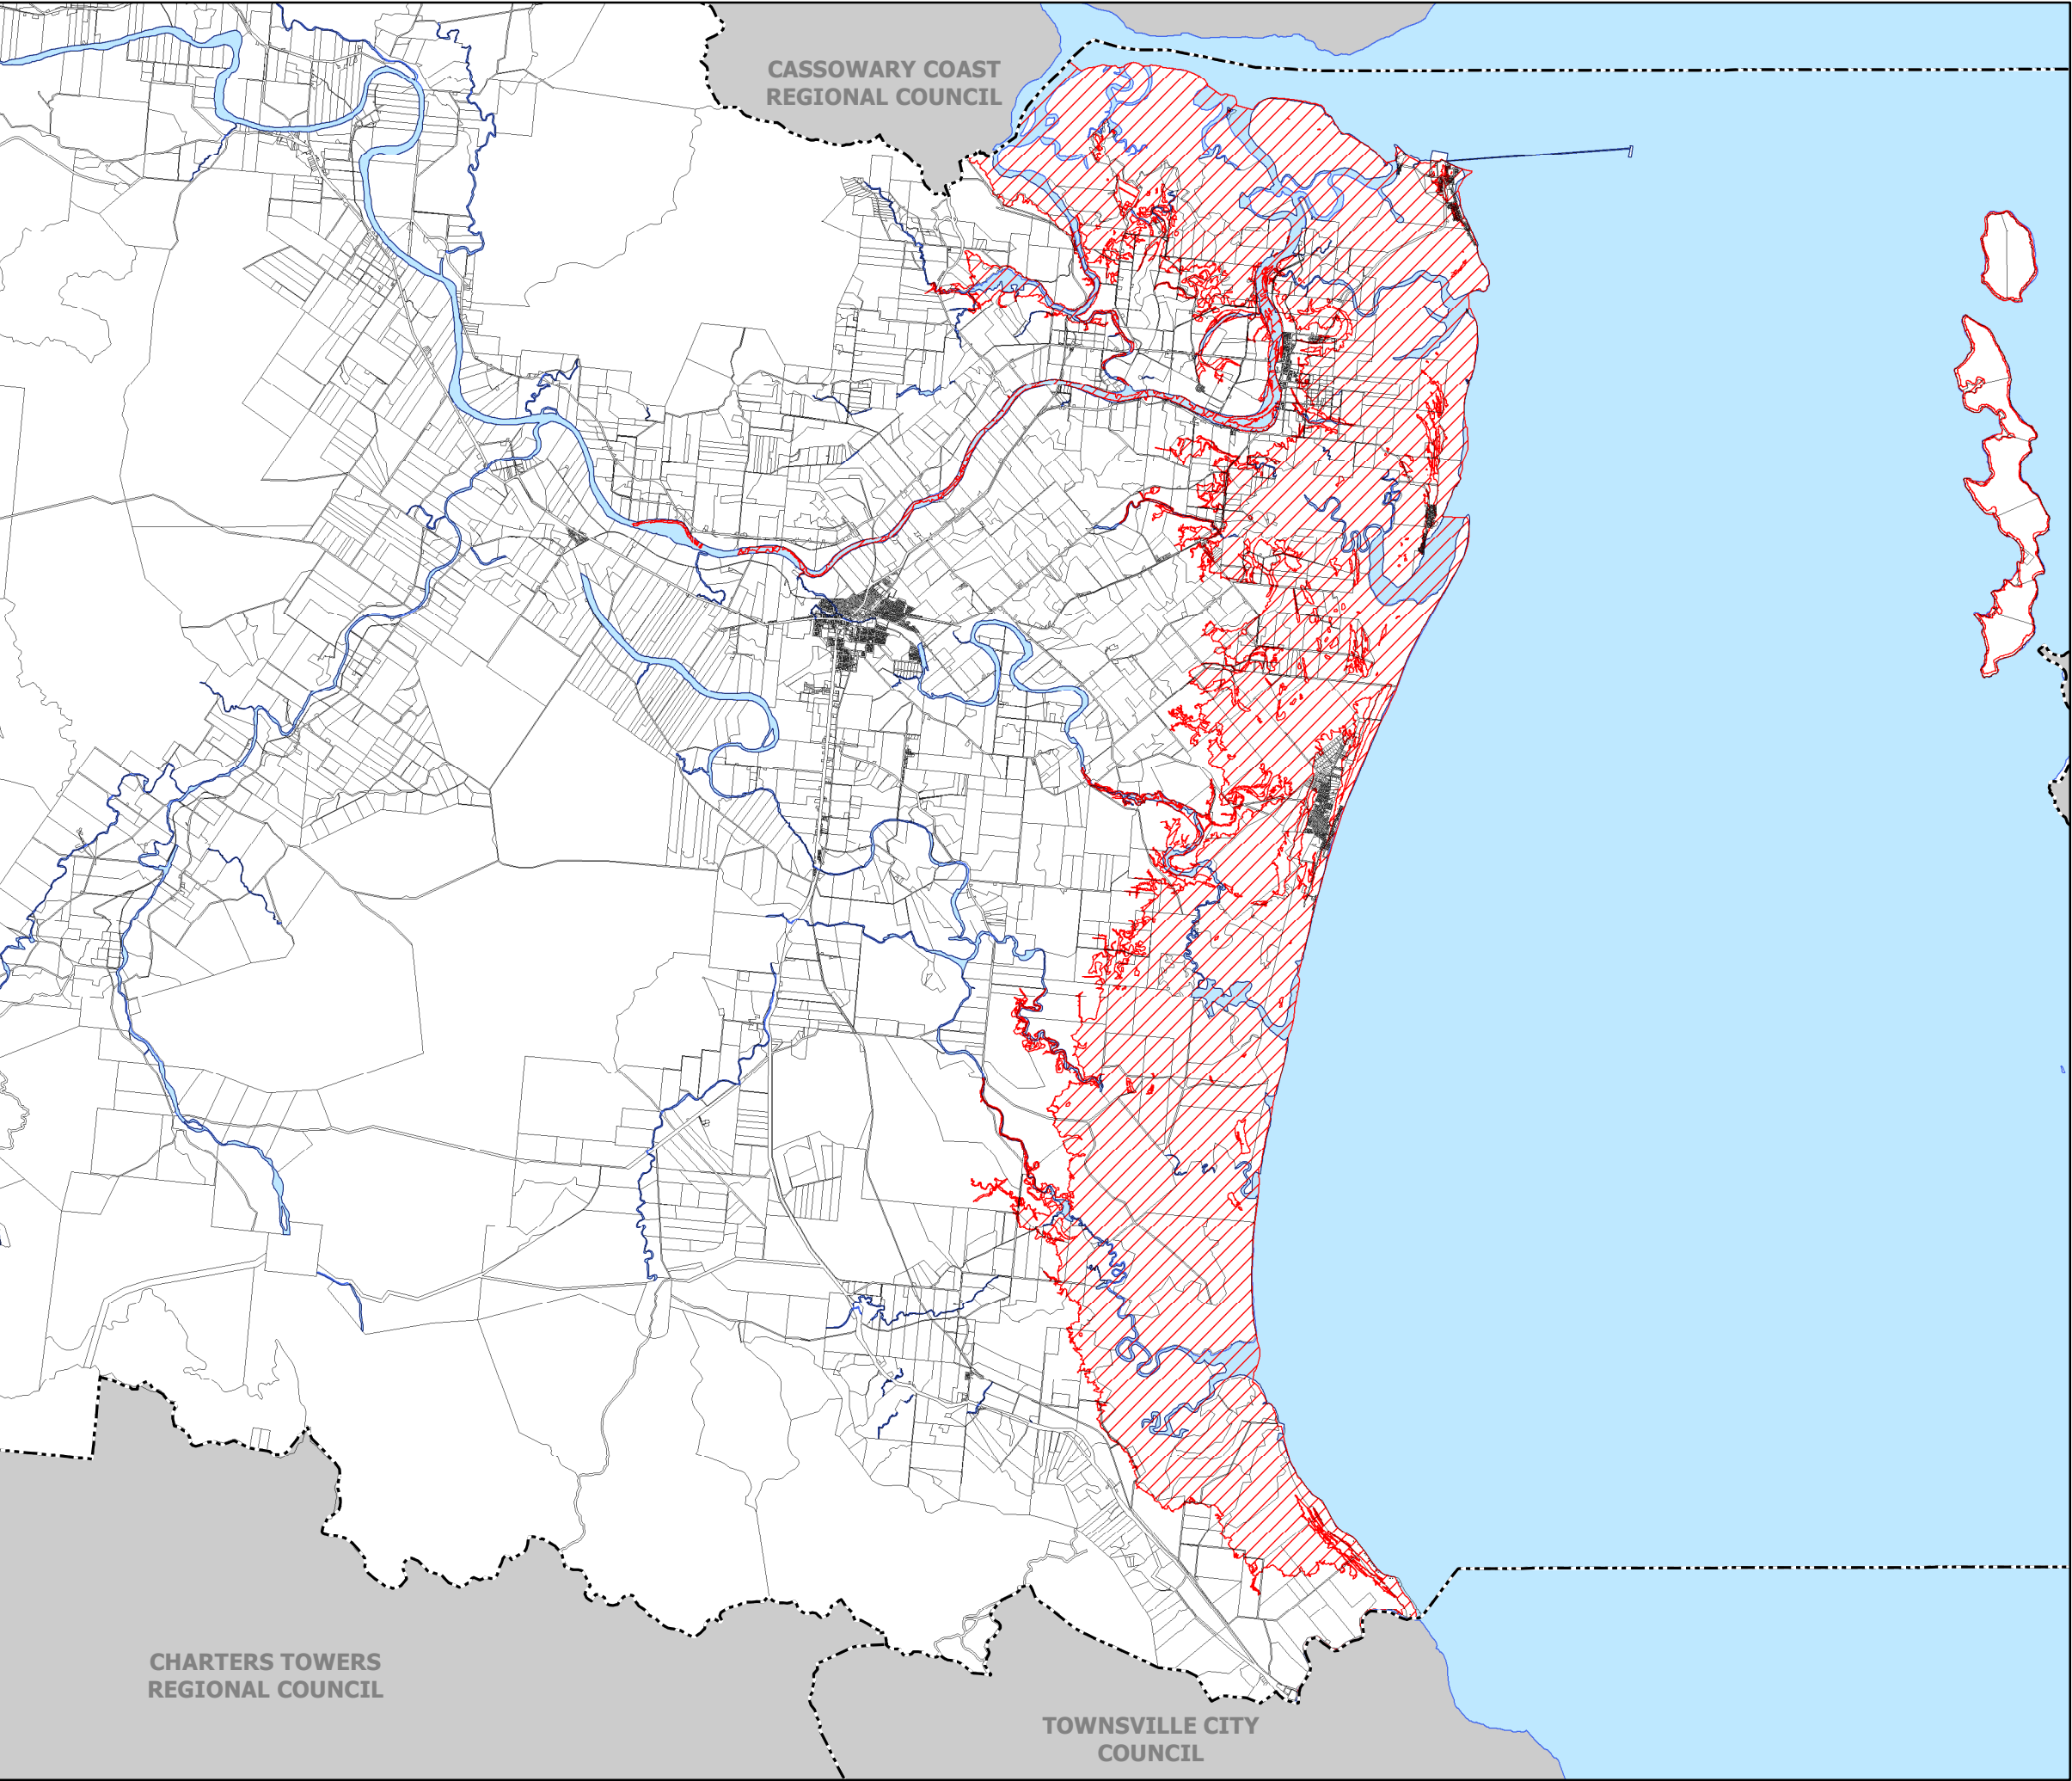 CASSOWARY COAST
REGIONAL COUNCIL
CHARTERS TOWERS
REGIONAL COUNCIL
TOWNSVILLE CITY
COUNCIL